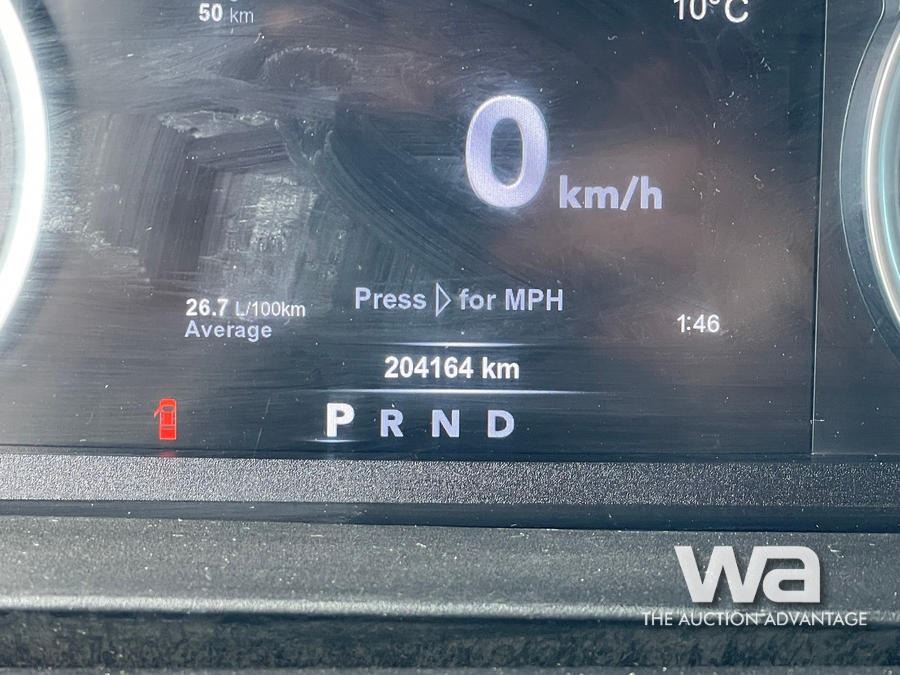 50 km
10°C
0 km/h
Press ▷ for MPH
26.7 L/100km
Average
1:46
204164 km
P R N D
wa
THE AUCTION ADVANTAGE